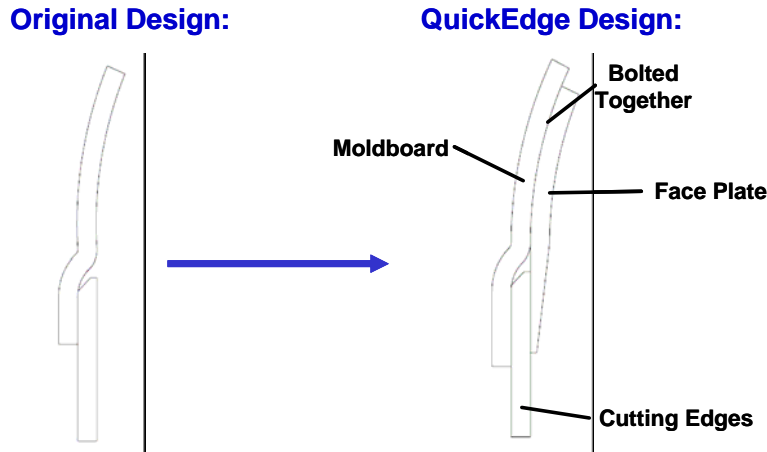 Original Design:
QuickEdge Design:
Bolted
Together
Moldboard
Face Plate
Cutting Edges